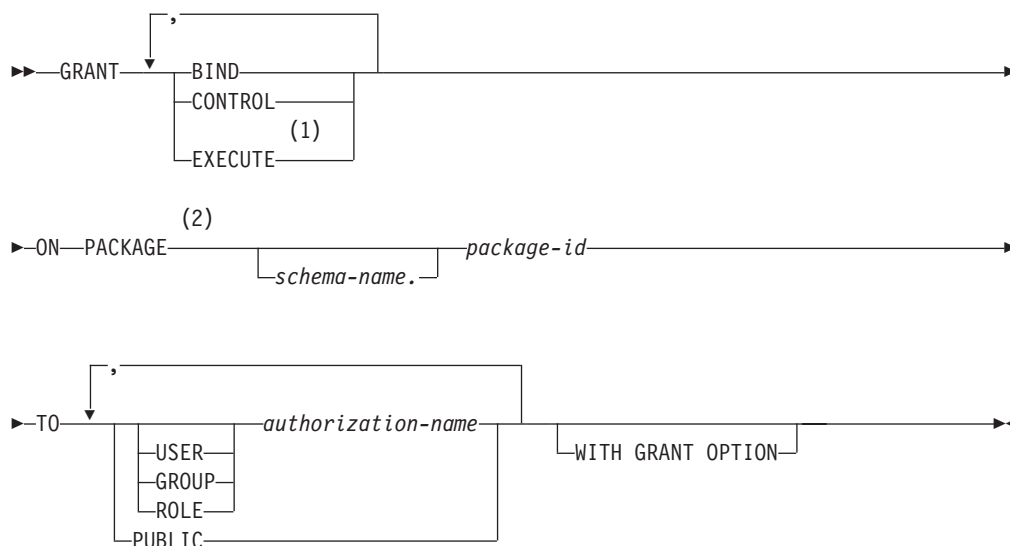 ,
GRANT BIND
CONTROL
(1)
EXECUTE
(2)
ON PACKAGE package-id
schema-name.
,
TO authorization-name
USER WITH GRANT OPTION
GROUP
ROLE
PUBLIC